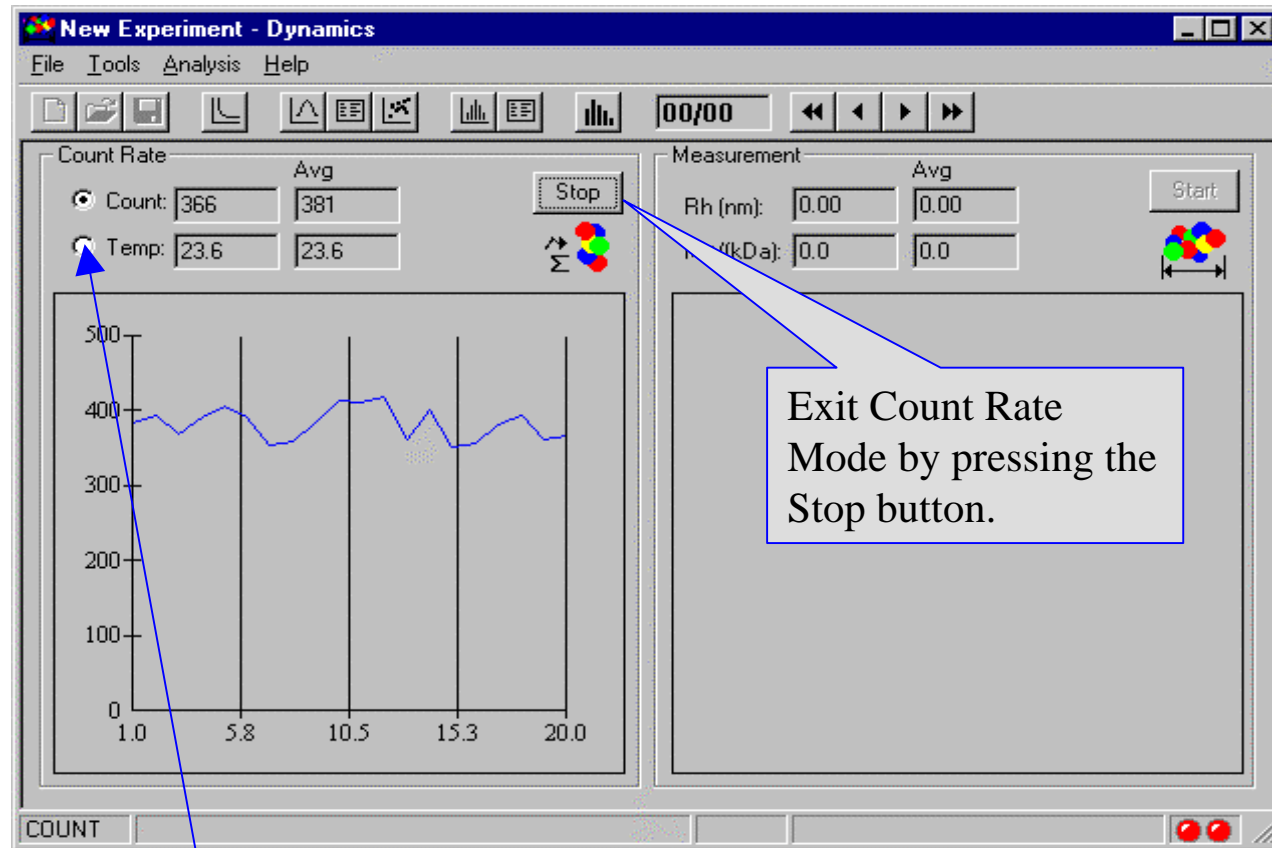 New Experiment - Dynamics
File Tools Analysis Help
00/00
Count Rate
Avg
Count: 366 381
Temp: 23.6 23.6
Stop
Σ
Measurement
Avg
Rh (nm): 0.00 0.00
(kDa): 0.0 0.0
Start
500
400
300
200
100
0
1.0 5.8 10.5 15.3 20.0
Exit Count Rate
Mode by pressing the
Stop button.
COUNT